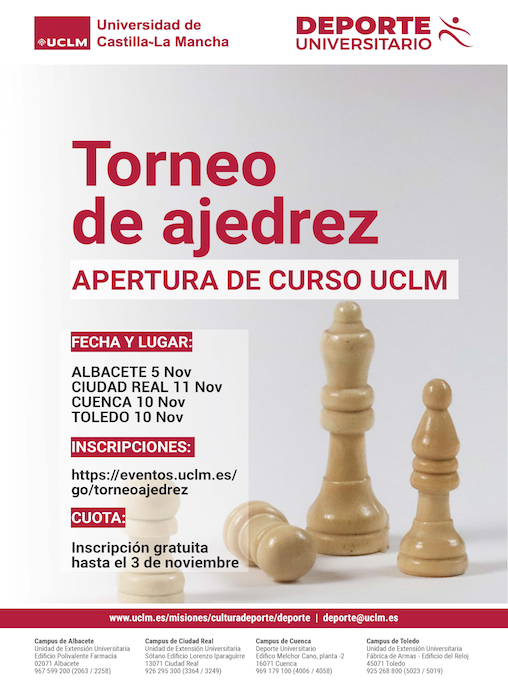 UCLM
Universidad de
Castilla-La Mancha
DEPORTE
UNIVERSITARIO
Torneo
de ajedrez
APERTURA DE CURSO UCLM
FECHA Y LUGAR:
ALBACETE 5 Nov
CIUDAD REAL 11 Nov
CUENCA 10 Nov
TOLEDO 10 Nov
INSCRIPCIONES:
https://eventos.uclm.es/
go/torneoajedrez
CUOTA:
Inscripción gratuita
hasta el 3 de noviembre
www.uclm.es/misiones/culturadeporte/deporte | deporte@uclm.es
Campus de Albacete
Unidad de Extensión Universitaria
Edificio Polivalente Farmacia
02071 Albacete
967 599 200 (2063 / 2258)
Campus de Ciudad Real
Unidad de Extensión Universitaria
Sótano Edificio Lorenzo Iparaguirre
13071 Ciudad Real
926 295 300 (3364 / 3249)
Campus de Cuenca
Deporte Universitario
Edifico Melchor Cano, planta -2
16071 Cuenca
969 179 100 (4006 / 4058)
Campus de Toledo
Unidad de Extensión Universitaria
Fábrica de Armas - Edificio del Reloj
45071 Toledo
925 268 800 (5023 / 5019)